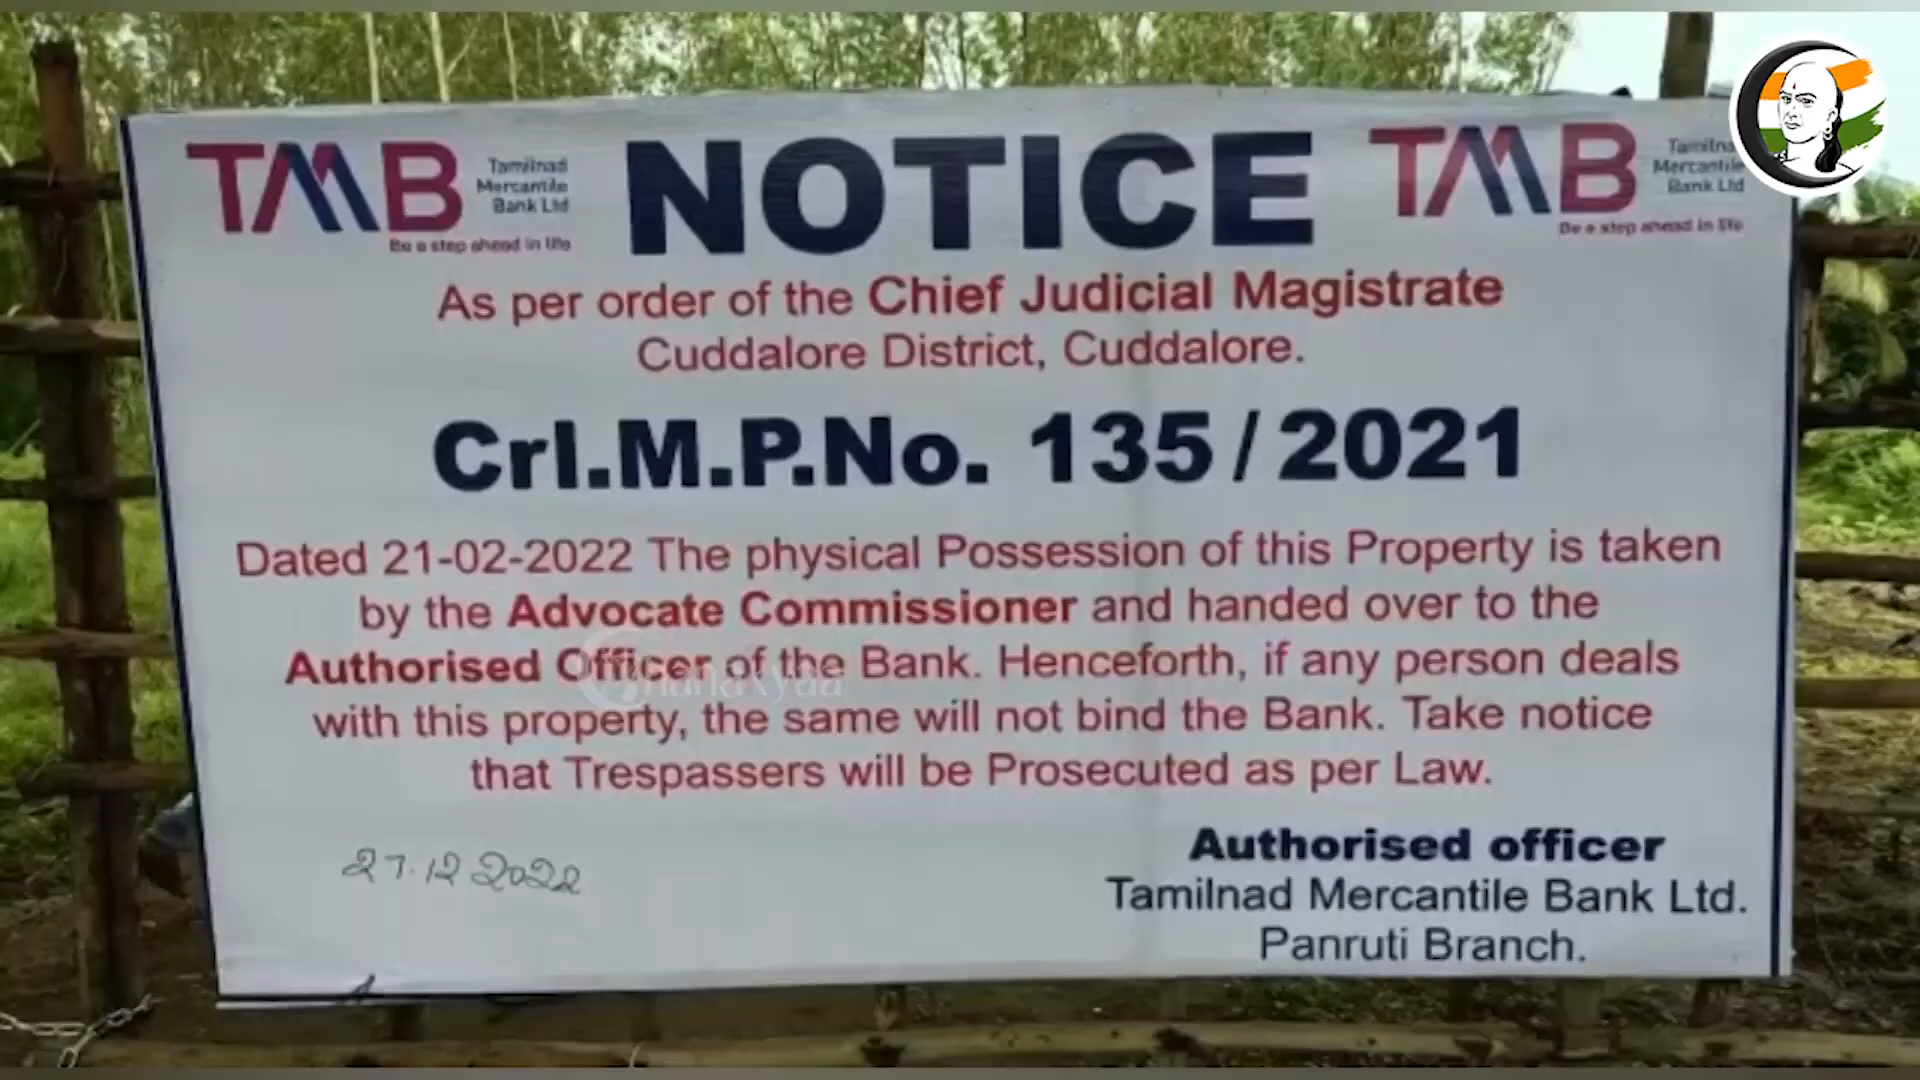 TMB
Tamilnad
Mercantile
Bank Ltd
Be a step ahead in life
NOTICE
TMB
Tamilna
Mercantile
Bank Ltd
Be a step ahead in life
As per order of the Chief Judicial Magistrate
Cuddalore District, Cuddalore.
Crl.M.P.No. 135 / 2021
Dated 21-02-2022 The physical Possession of this Property is taken
by the Advocate Commissioner and handed over to the
Authorised Officer of the Bank. Henceforth, if any person deals
with this property, the same will not bind the Bank. Take notice
that Trespassers will be Prosecuted as per Law.
Chanakyaa
27.12 2022
Authorised officer
Tamilnad Mercantile Bank Ltd.
Panruti Branch.